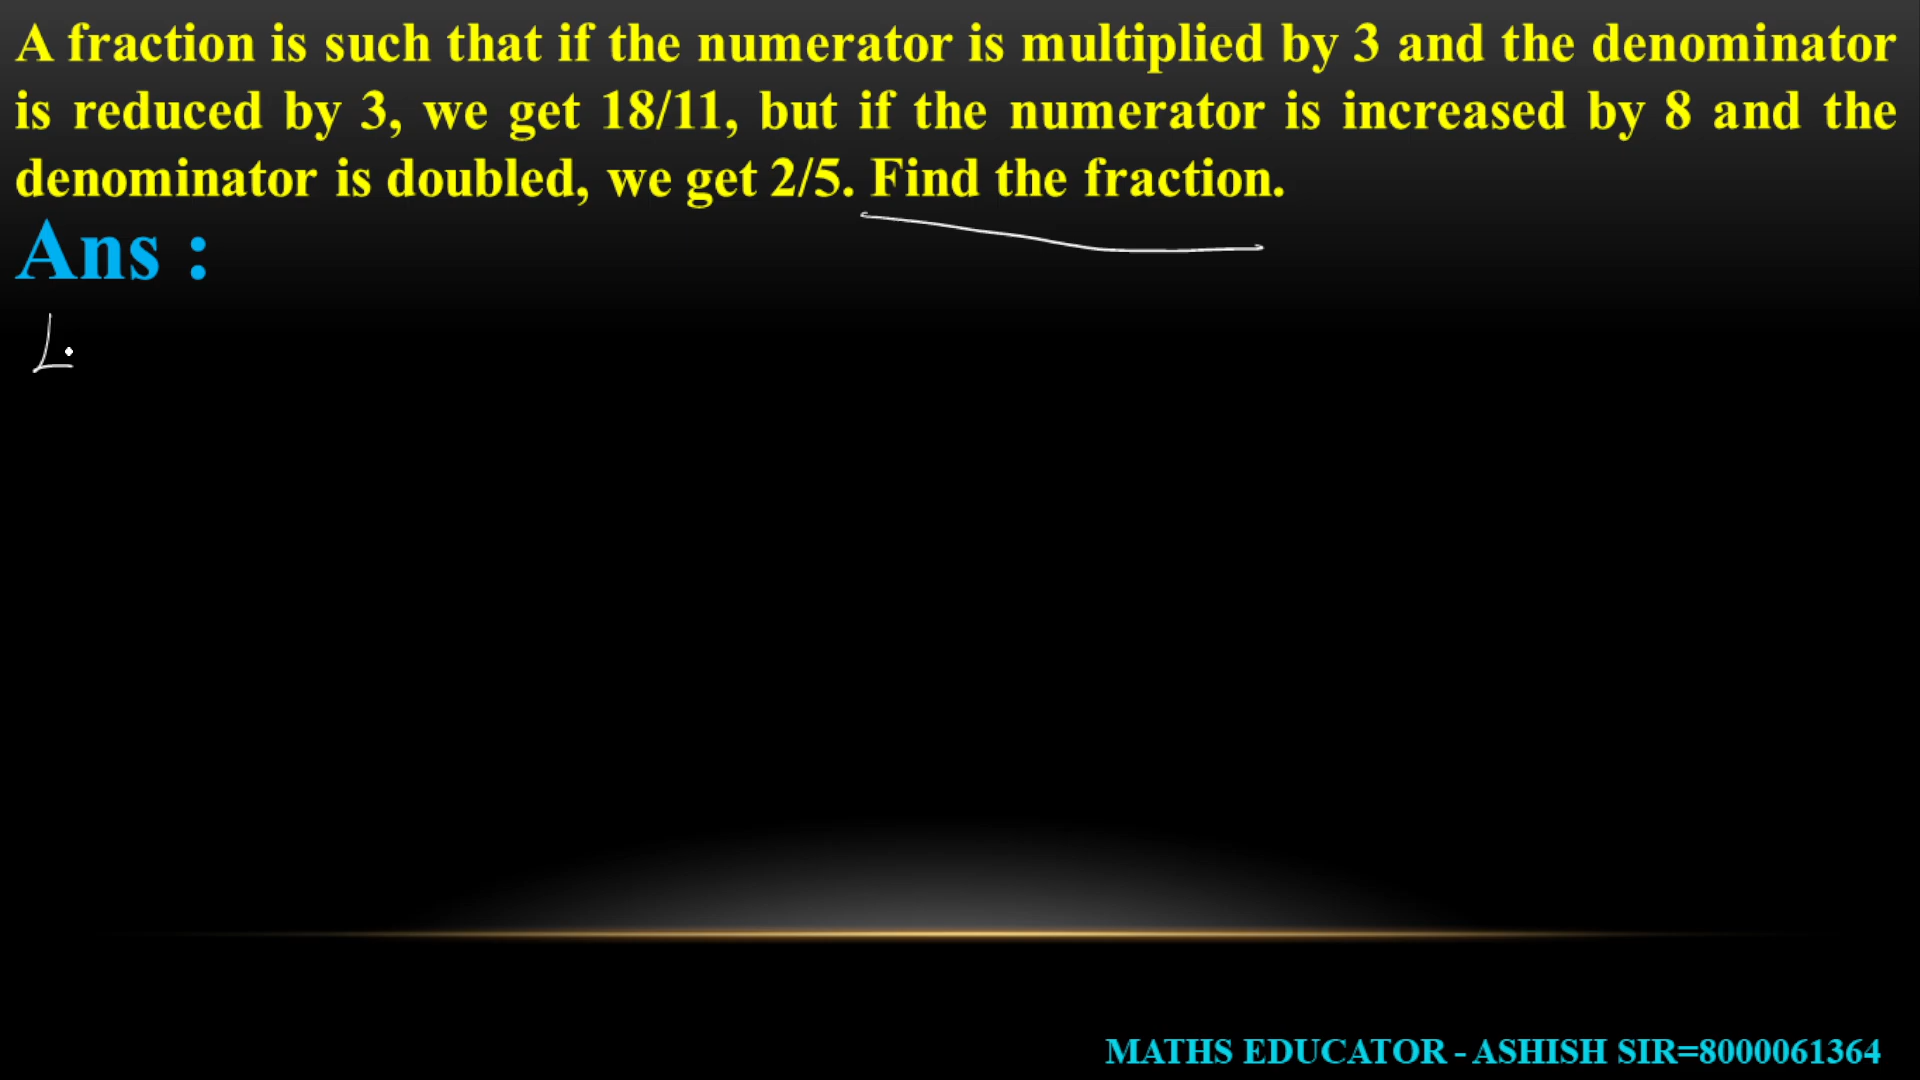 A fraction is such that if the numerator is multiplied by 3 and the denominator
is reduced by 3, we get 18/11, but if the numerator is increased by 8 and the
denominator is doubled, we get 2/5. Find the fraction.
Ans :
L
MATHS EDUCATOR - ASHISH SIR=8000061364